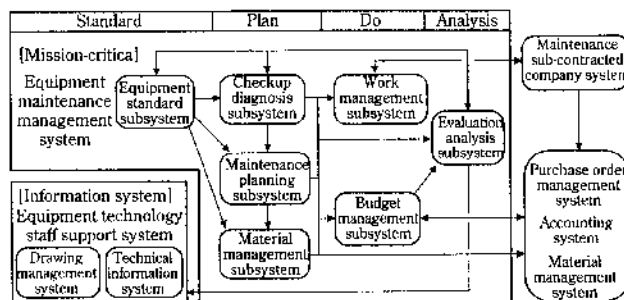 Standard
Plan
Do
Analysis
[Mission-critica]
Equipment
maintenance
management
system
Equipment
standard
subsystem
Checkup
diagnosis
subsystem
Work
management
subsystem
Maintenance
sub-contracted
company system
Evaluation
analysis
subsystem
Maintenance
planning
subsystem
Budget
management
subsystem
Material
management
subsystem
Purchase order
management
system
Accounting
system
Material
management
system
[Information system]
Equipment technology
staff support system
Drawing
management
system
Technical
information
system